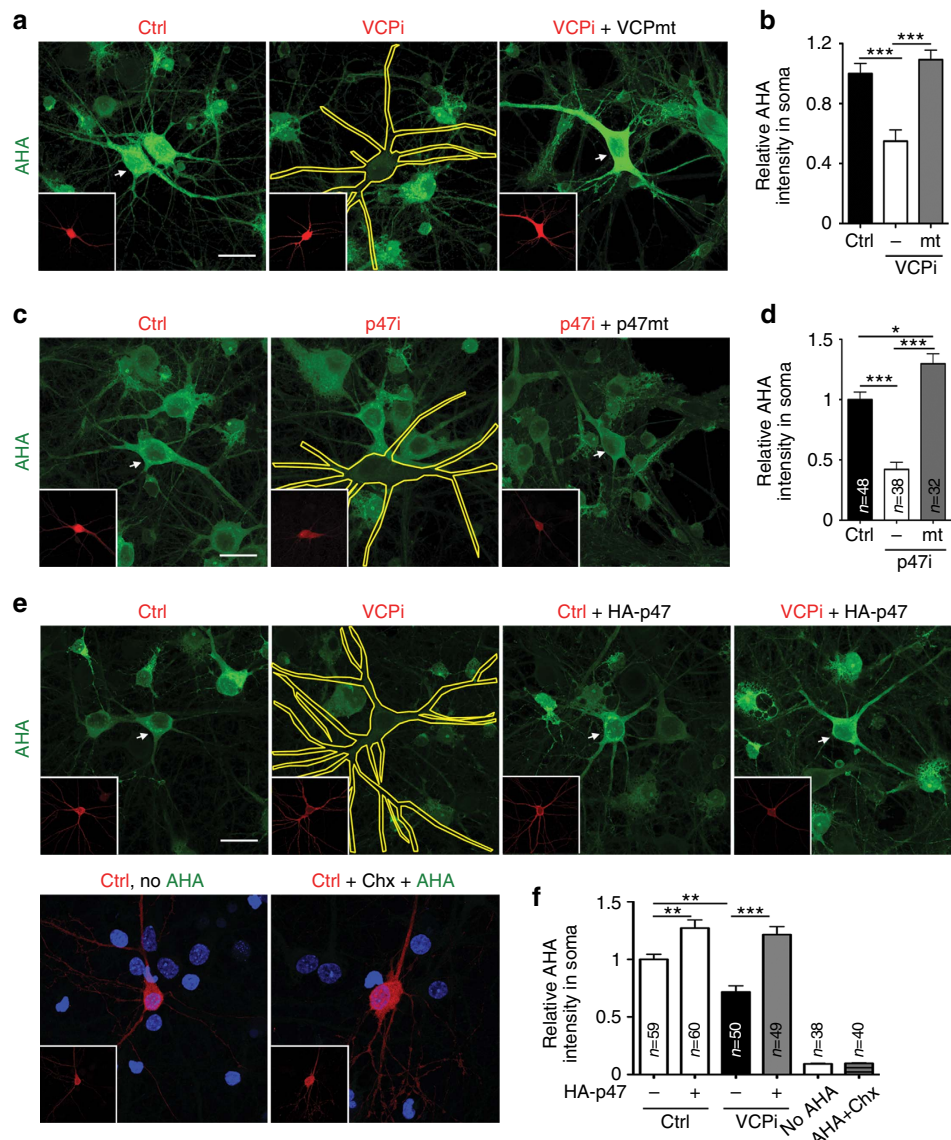 a
Ctrl
VCPi
VCPi + VCPmt
AHA
b
Relative AHA
intensity in soma
1.2
0.8
0.4
0
***
***
Ctrl
–
mt
VCPi
c
Ctrl
p47i
p47i + p47mt
AHA
d
Relative AHA
intensity in soma
1.5
1
0.5
0
*
***
***
n=48
n=38
n=32
Ctrl
–
mt
p47i
e
Ctrl
VCPi
Ctrl + HA-p47
VCPi + HA-p47
AHA
Ctrl, no AHA
Ctrl + Chx + AHA
f
Relative AHA
intensity in soma
1.5
1
0.5
0
**
**
***
n=59
n=60
n=50
n=49
n=38
n=40
HA-p47
–
+
–
+
Ctrl
VCPi
No AHA
AHA+Chx